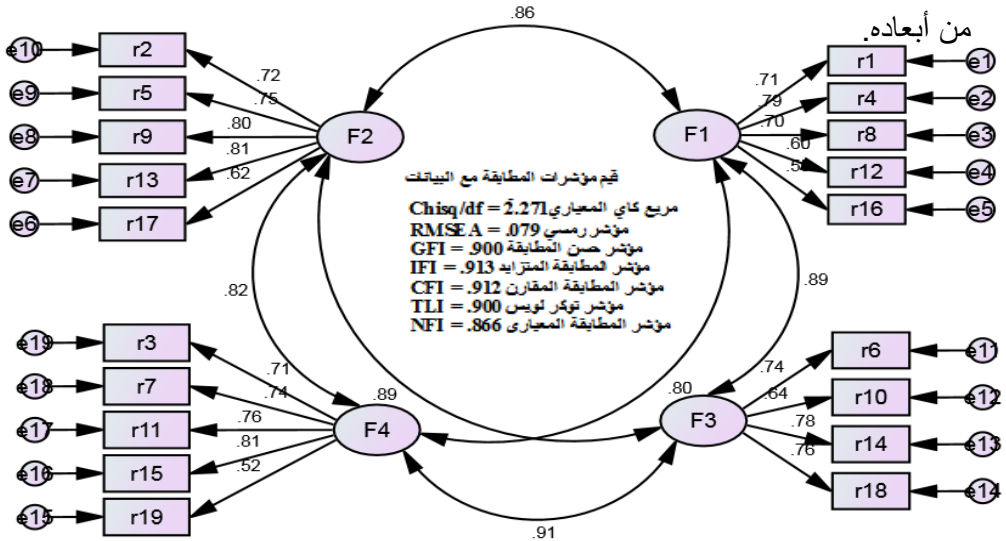 من أبعاده.
.86
e10 r2
e9 r5
e8 r9
e7 r13
e6 r17
.72
.75
.80
.81
.62
F2
F1
.71
.79
.70
.60
r1 e1
r4 e2
r8 e3
r12 e4
r16 e5
قيم مؤشرات المطابقة مع البيانات
Chisq/df = 2.271 مربع كاي المعياري
RMSEA = .079 مؤشر رمسي
GFI = .900 مؤشر حسن المطابقة
IFI = .913 مؤشر المطابقة المتزايد
CFI = .912 مؤشر المطابقة المقارن
TLI = .900 مؤشر توكر لويس
NFI = .866 مؤشر المطابقة المعيارى
.82
.89
e19 r3
e18 r7
e17 r11
e16 r15
e15 r19
.71
.74
.76
.81
.52
.89
F4
.80
F3
.74
.64
.78
.76
r6 e11
r10 e12
r14 e13
r18 e14
.91